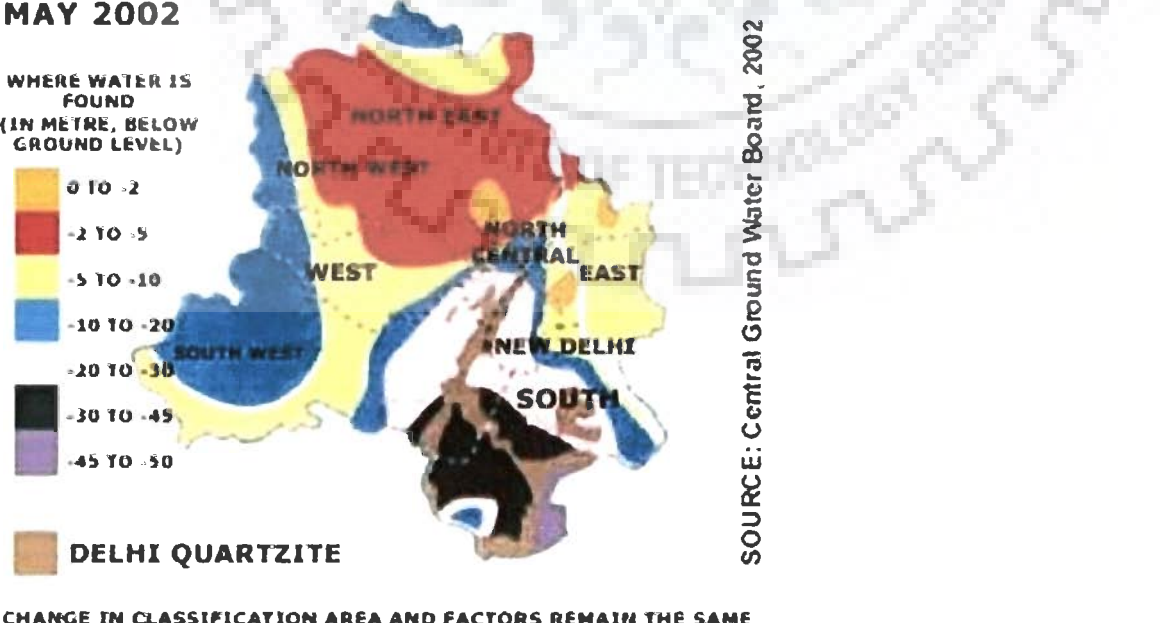 MAY 2002
WHERE WATER IS
FOUND
(IN METRE, BELOW
GROUND LEVEL)
0 TO -2
-2 TO -5
-5 TO -10
-10 TO -20
-20 TO -30
-30 TO -45
-45 TO -50
DELHI QUARTZITE
NORTH EAST
NORTH WEST
NORTH
CENTRAL
WEST
EAST
SOUTH WEST
NEW DELHI
SOUTH
SOURCE: Central Ground Water Board, 2002
CHANGE IN CLASSIFICATION AREA AND FACTORS REMAIN THE SAME
OF TECHNOLOGY